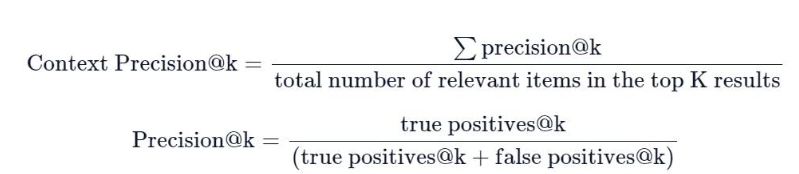 Context Precision@k = ∑ precision@k / total number of relevant items in the top K results
Precision@k = true positives@k / (true positives@k + false positives@k)